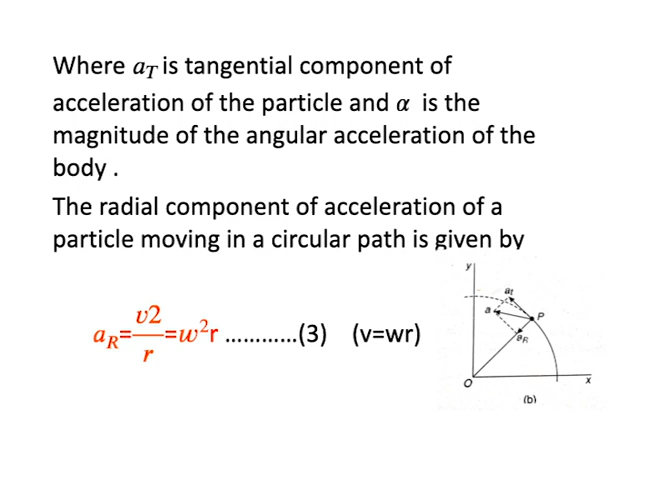 Where a_T is tangential component of
acceleration of the particle and α is the
magnitude of the angular acceleration of the
body .
The radial component of acceleration of a
particle moving in a circular path is given by
a_R=v2/r=w²r ............(3) (v=wr)
y
at
a
P
aR
O
x
(b)